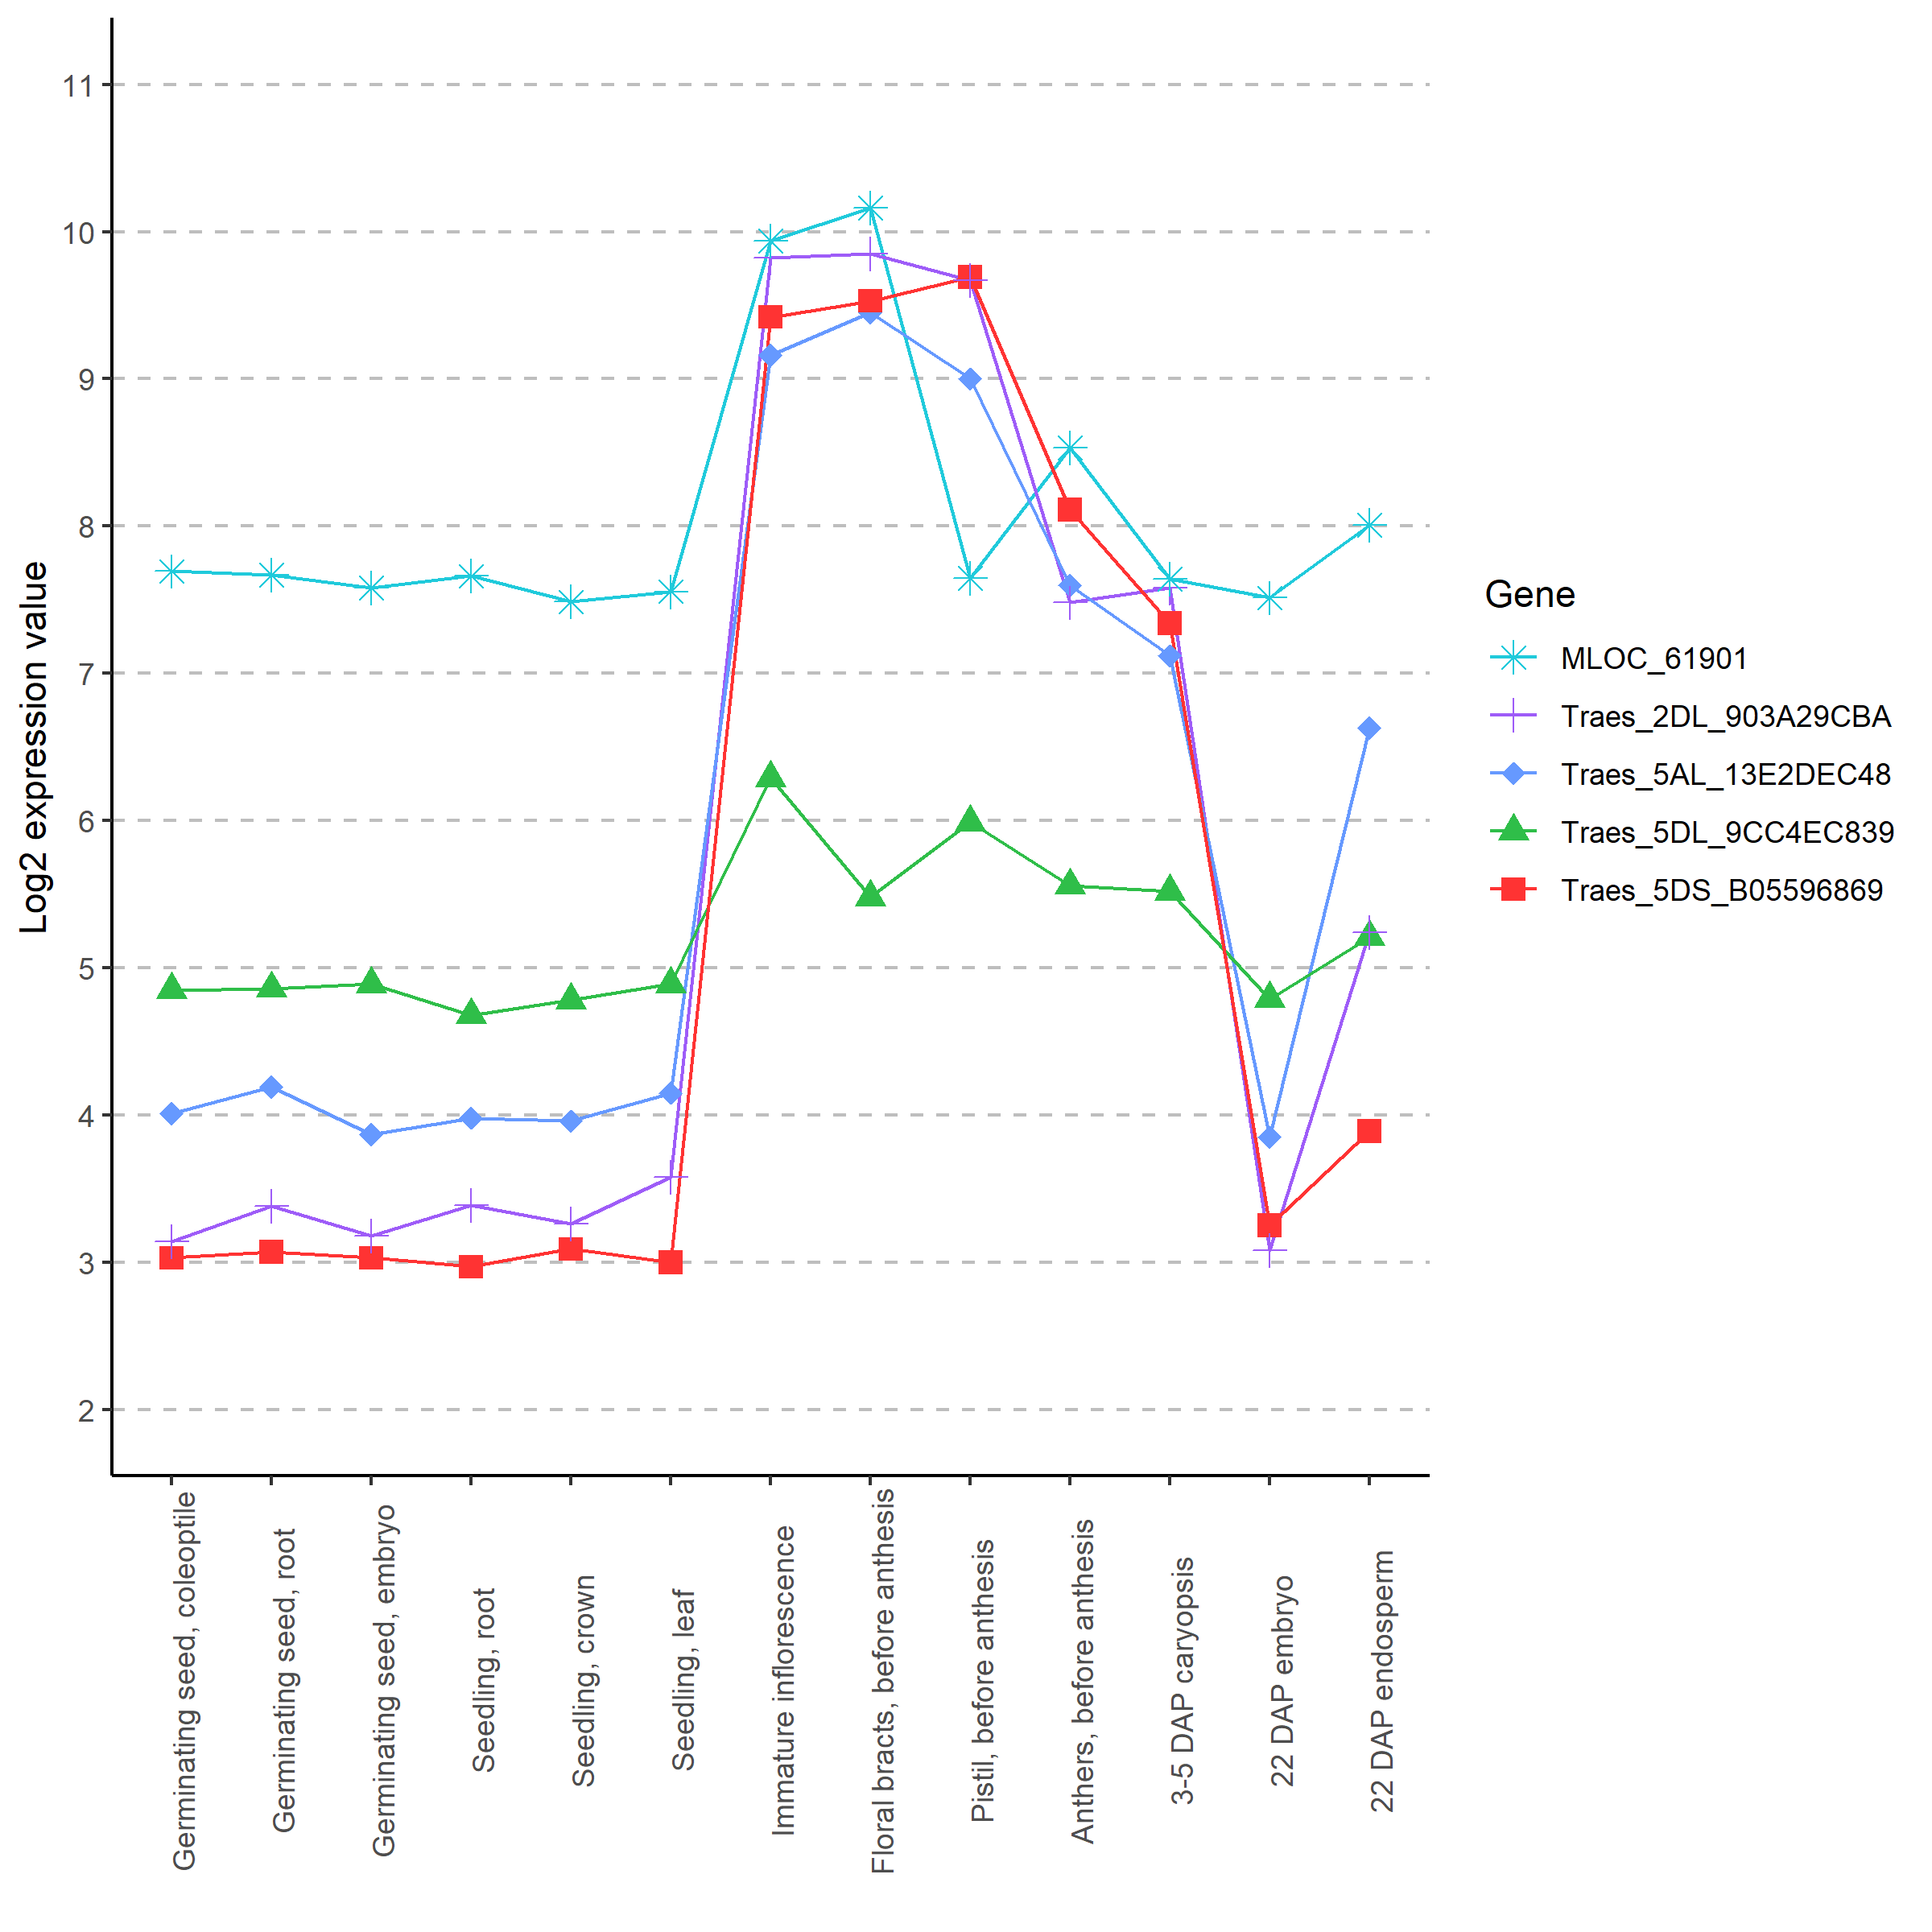 11
10
9
8
7
6
5
4
3
2
Log2 expression value
Germinating seed, coleoptile
Germinating seed, root
Germinating seed, embryo
Seedling, root
Seedling, crown
Seedling, leaf
Immature inflorescence
Floral bracts, before anthesis
Pistil, before anthesis
Anthers, before anthesis
3-5 DAP caryopsis
22 DAP embryo
22 DAP endosperm
Gene
MLOC_61901
Traes_2DL_903A29CBA
Traes_5AL_13E2DEC48
Traes_5DL_9CC4EC839
Traes_5DS_B05596869